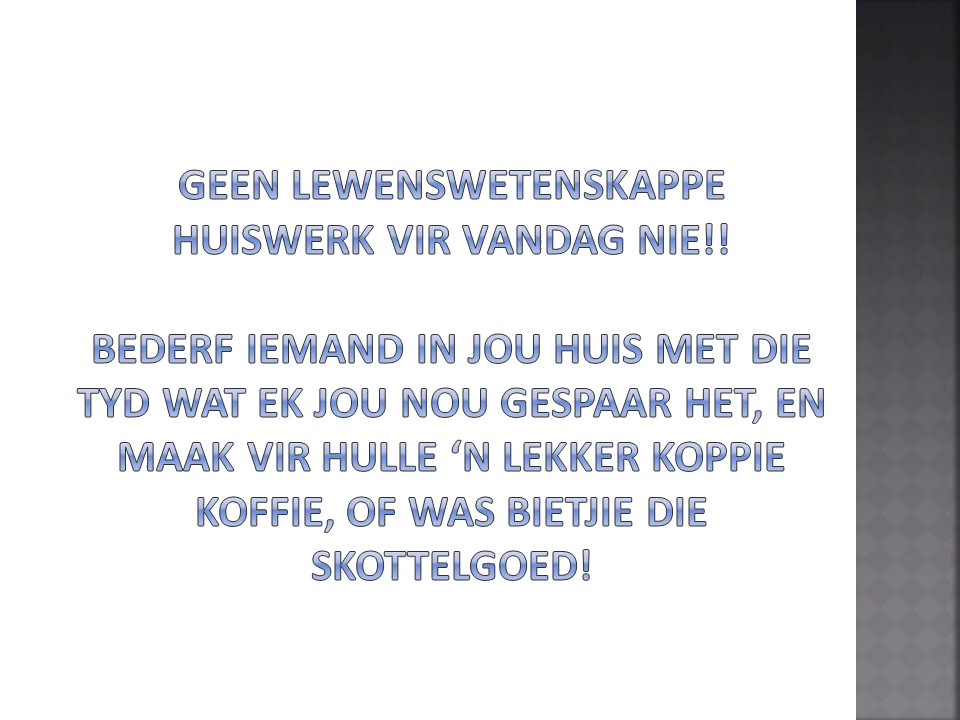 GEEN LEWENSWETENSKAPPE
HUISWERK VIR VANDAG NIE!!
BEDERF IEMAND IN JOU HUIS MET DIE
TYD WAT EK JOU NOU GESPAAR HET, EN
MAAK VIR HULLE ‘N LEKKER KOPPIE
KOFFIE, OF WAS BIETJIE DIE
SKOTTELGOED!